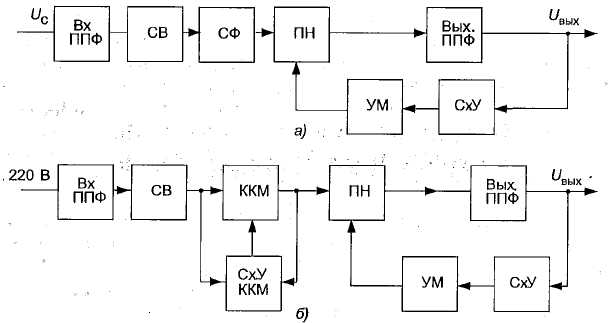 Uс
Вх ППФ
СВ
СФ
ПН
Вых. ППФ
Uвых
УМ
СхУ
а)
220 В
Вх ППФ
СВ
ККМ
ПН
Вых. ППФ
Uвых
СхУ ККМ
УМ
СхУ
б)